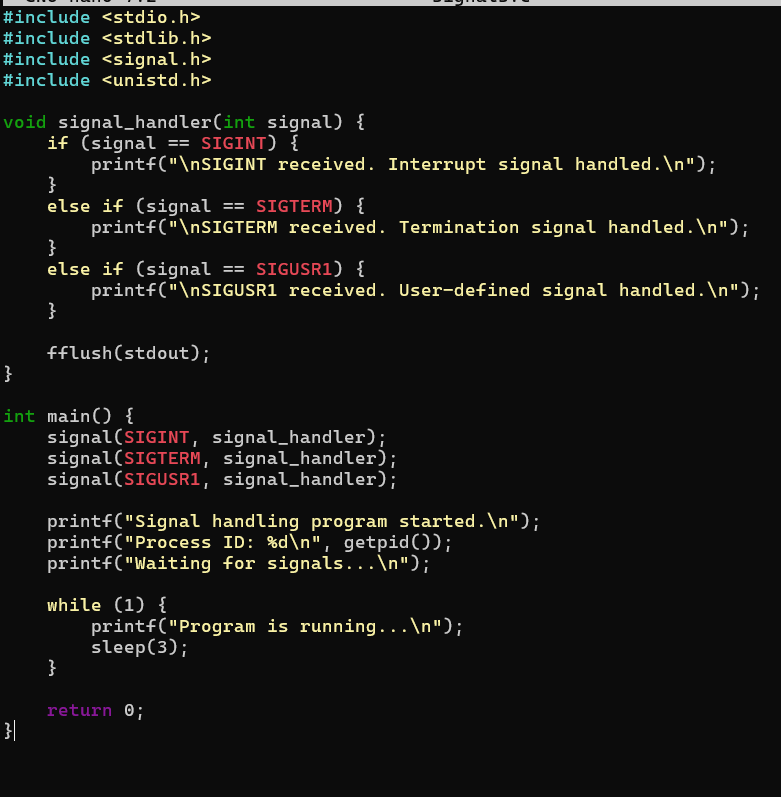 #include <stdio.h>
#include <stdlib.h>
#include <signal.h>
#include <unistd.h>

void signal_handler(int signal) {
    if (signal == SIGINT) {
        printf("\nSIGINT received. Interrupt signal handled.\n");
    }
    else if (signal == SIGTERM) {
        printf("\nSIGTERM received. Termination signal handled.\n");
    }
    else if (signal == SIGUSR1) {
        printf("\nSIGUSR1 received. User-defined signal handled.\n");
    }

    fflush(stdout);
}

int main() {
    signal(SIGINT, signal_handler);
    signal(SIGTERM, signal_handler);
    signal(SIGUSR1, signal_handler);

    printf("Signal handling program started.\n");
    printf("Process ID: %d\n", getpid());
    printf("Waiting for signals...\n");

    while (1) {
        printf("Program is running...\n");
        sleep(3);
    }

    return 0;
}